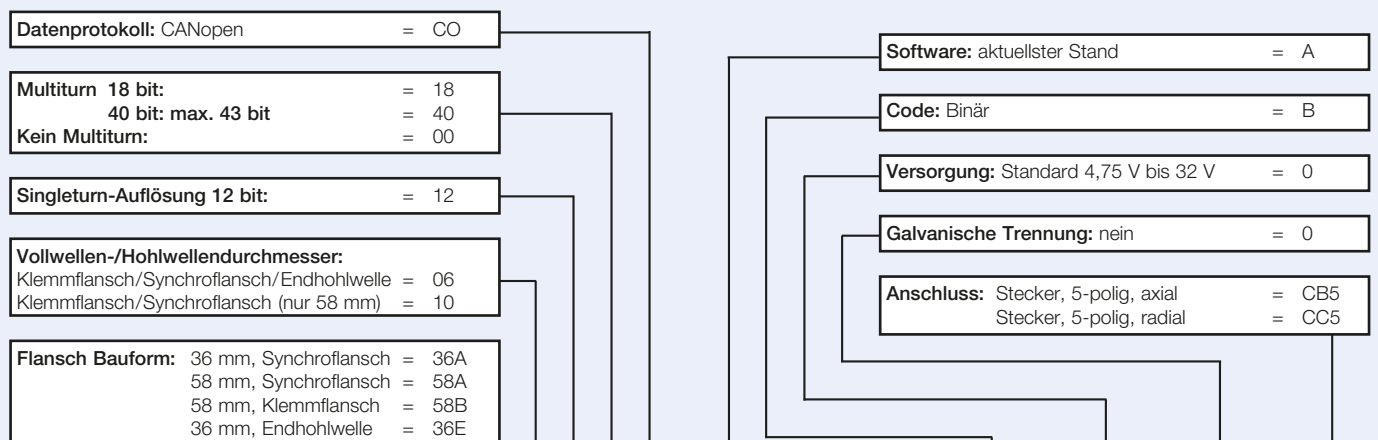 Datenprotokoll: CANopen = CO
Multiturn 18 bit: = 18
40 bit: max. 43 bit = 40
Kein Multiturn: = 00
Singleturn-Auflösung 12 bit: = 12
Vollwellen-/Hohlwellendurchmesser:
Klemmflansch/Synchroflansch/Endhohlwelle = 06
Klemmflansch/Synchroflansch (nur 58 mm) = 10
Flansch Bauform: 36 mm, Synchroflansch = 36A
58 mm, Synchroflansch = 58A
58 mm, Klemmflansch = 58B
36 mm, Endhohlwelle = 36E
Software: aktuellster Stand = A
Code: Binär = B
Versorgung: Standard 4,75 V bis 32 V = 0
Galvanische Trennung: nein = 0
Anschluss: Stecker, 5-polig, axial = CB5
Stecker, 5-polig, radial = CC5